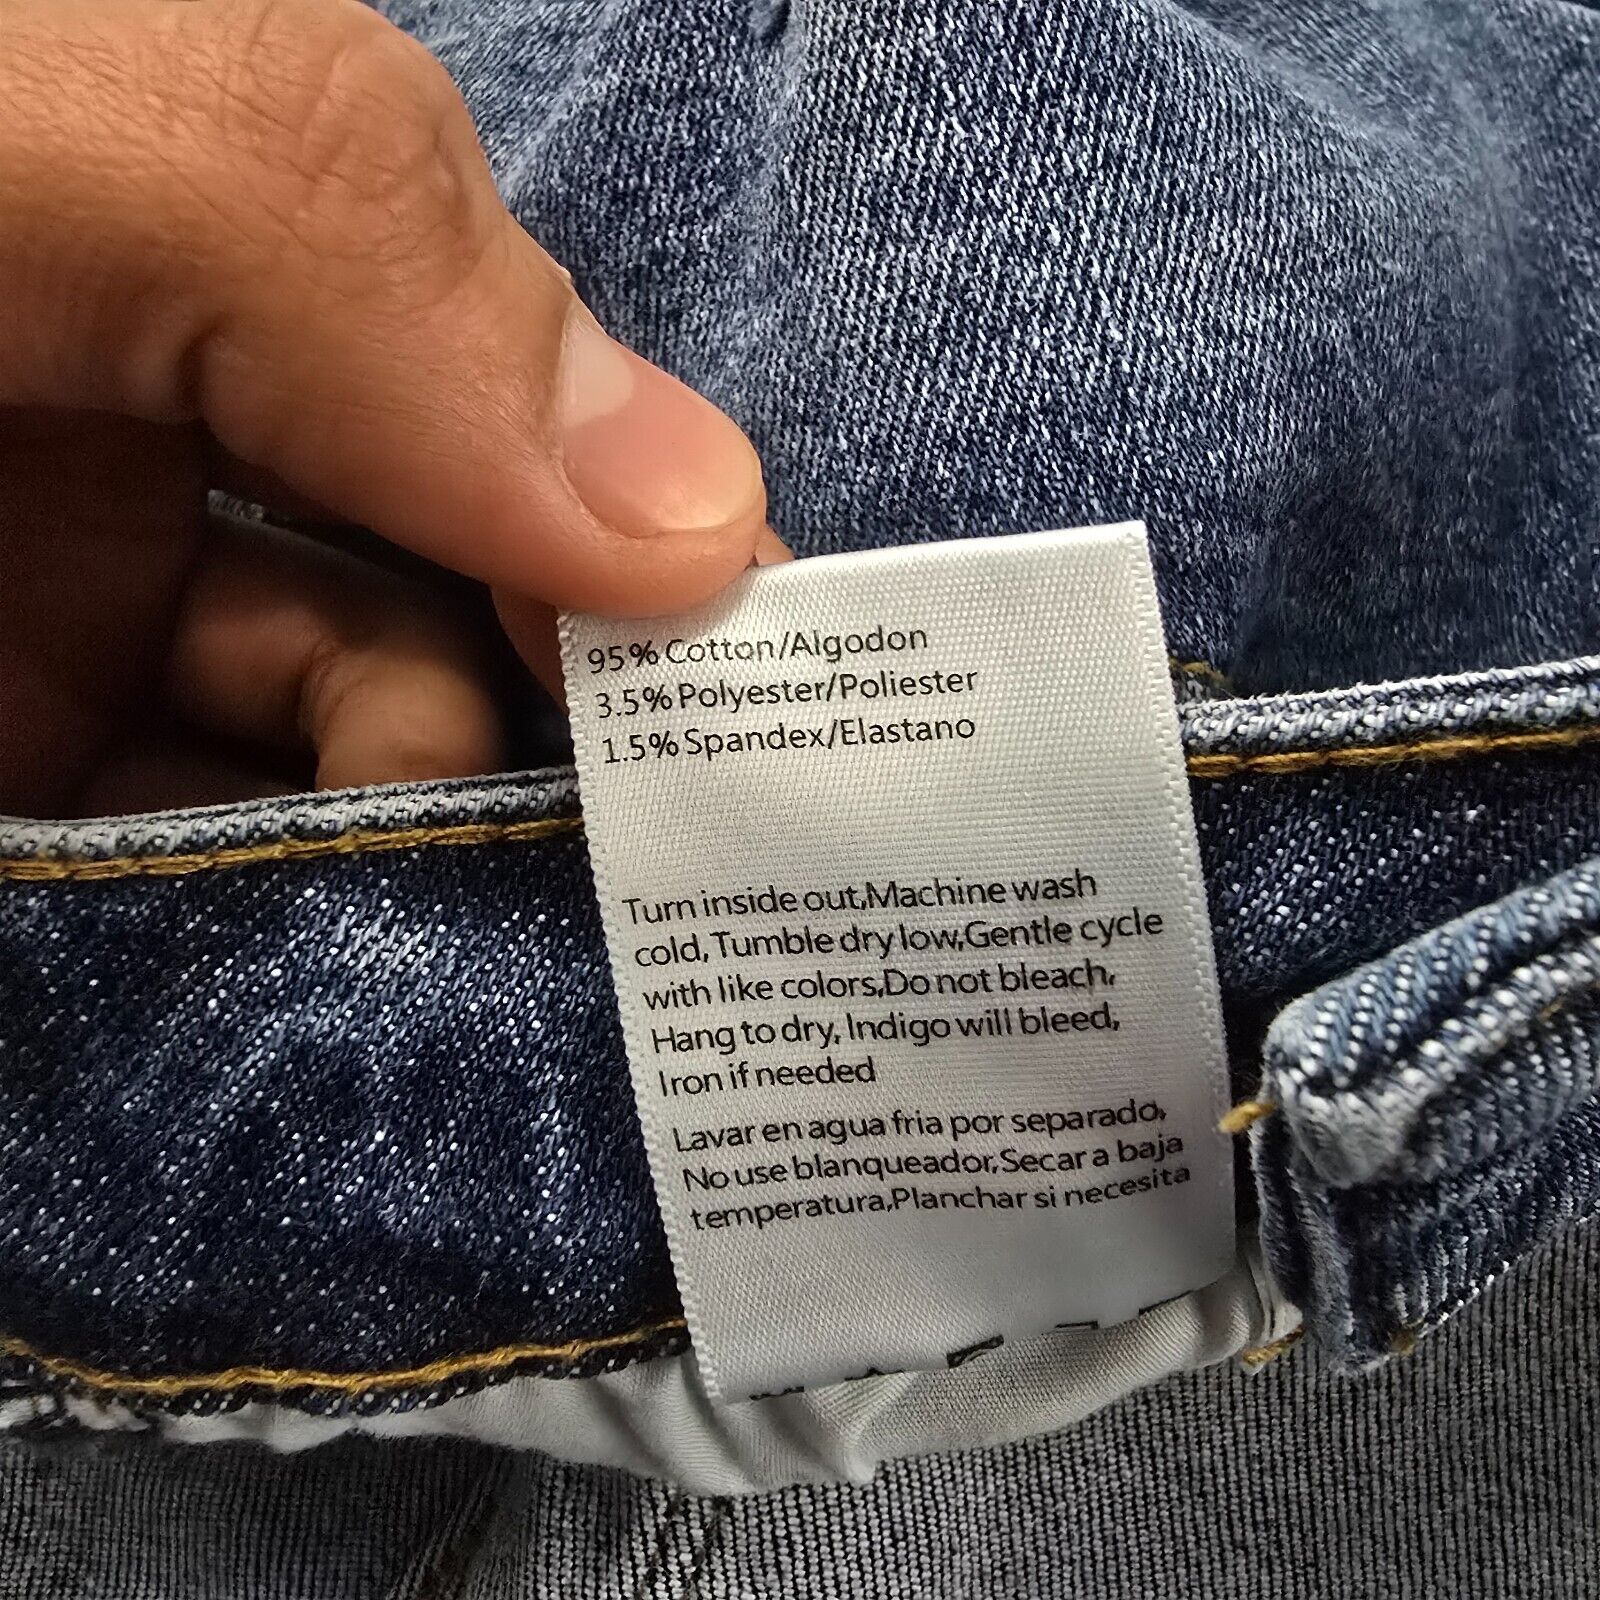 95% Cotton/Algodon
3.5% Polyester/Poliester
1.5% Spandex/Elastano
Turn inside out,Machine wash
cold, Tumble dry low,Gentle cycle
with like colors,Do not bleach,
Hang to dry, Indigo will bleed,
Iron if needed
Lavar en agua fria por separado,
No use blanqueador,Secar a baja
temperatura,Planchar si necesita